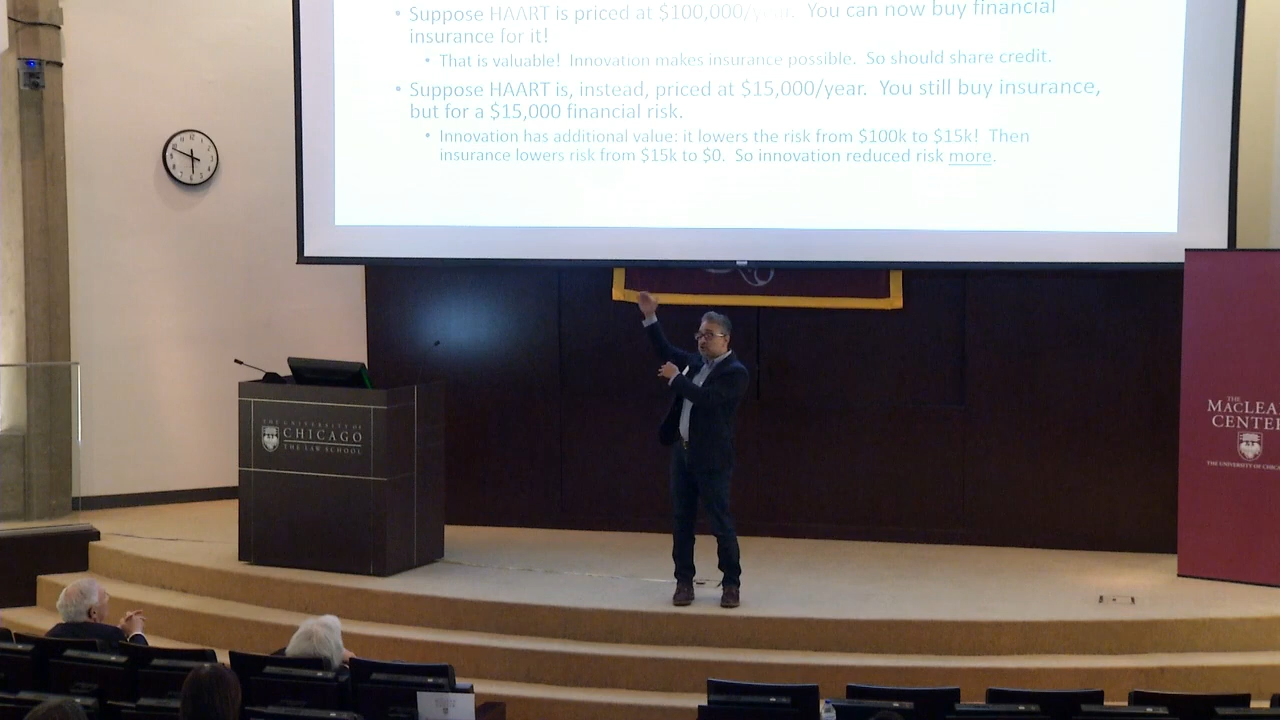 • Suppose HAART is priced at $100,000/year. You can now buy financial
insurance for it!
• That is valuable! Innovation makes insurance possible. So should share credit.
• Suppose HAART is, instead, priced at $15,000/year. You still buy insurance,
but for a $15,000 financial risk.
• Innovation has additional value: it lowers the risk from $100k to $15k! Then
insurance lowers risk from $15k to $0. So innovation reduced risk more.
THE UNIVERSITY OF
CHICAGO
THE LAW SCHOOL
THE
MACLEA
CENTE
THE UNIVERSITY OF CHICA